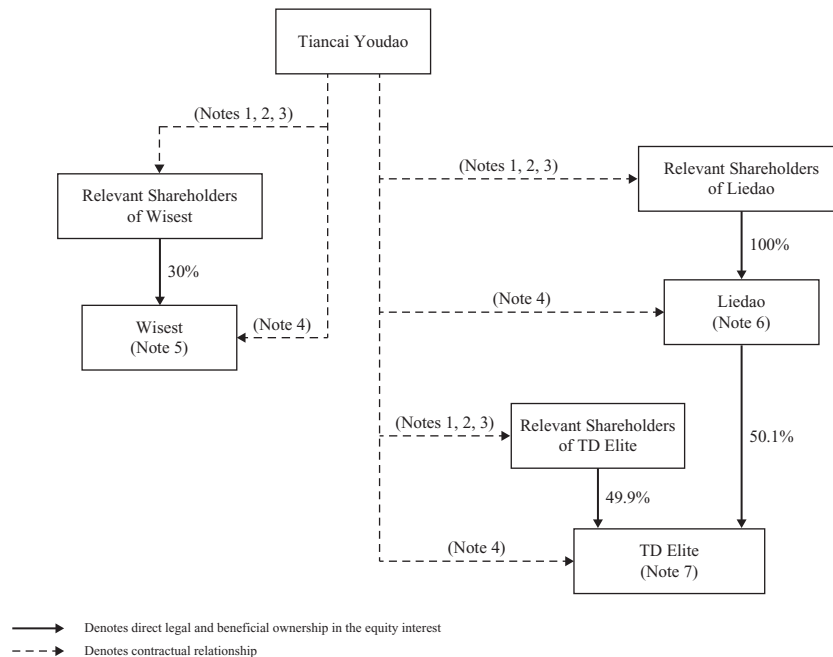 Tiancai Youdao
(Notes 1, 2, 3)
(Notes 1, 2, 3)
Relevant Shareholders
of Liedao
Relevant Shareholders
of Wisest
100%
30%
(Note 4)
Liedao
(Note 6)
(Note 4)
Wisest
(Note 5)
(Notes 1, 2, 3)
Relevant Shareholders
of TD Elite
50.1%
49.9%
(Note 4)
TD Elite
(Note 7)
Denotes direct legal and beneficial ownership in the equity interest
Denotes contractual relationship